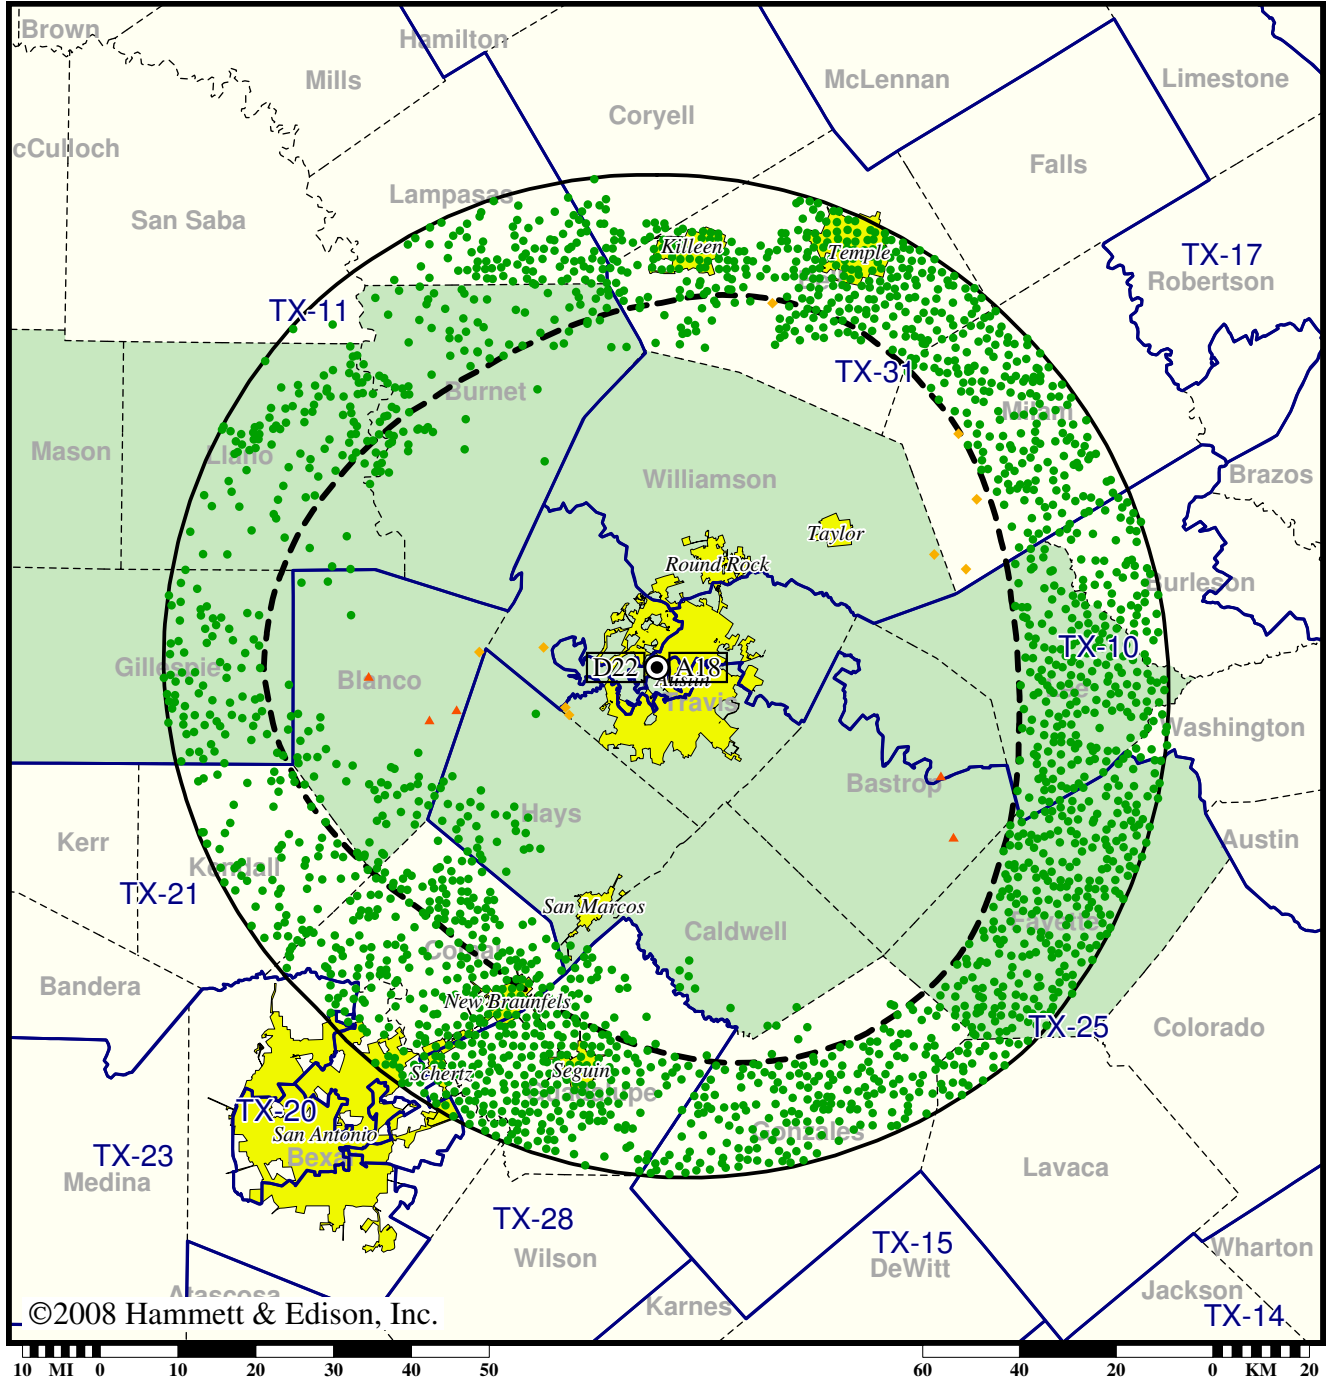 Brown
Hamilton
Mills
McLennan
Limestone
Coryell
cCulloch
Falls
Lampasas
San Saba
Killeen
Temple
TX-17
Robertson
TX-11
TX-31
Burnet
Milam
Mason
Llano
Williamson
Brazos
Taylor
Round Rock
Burleson
TX-10
Gillespie
Blanco
D22
A18
Austin
Travis
Lee
Washington
Bastrop
Hays
Kerr
Kendall
Austin
TX-21
San Marcos
Caldwell
Fayette
Comal
Bandera
New Braunfels
TX-25
Colorado
Schertz
Seguin
Guadalupe
TX-20
San Antonio
Gonzales
TX-23
Bexar
Medina
Lavaca
TX-28
Wilson
TX-15
DeWitt
Wharton
Atascosa
Karnes
Jackson
TX-14
©2008 Hammett & Edison, Inc.
10 MI 0 10 20 30 40 50
60 40 20 0 KM 20